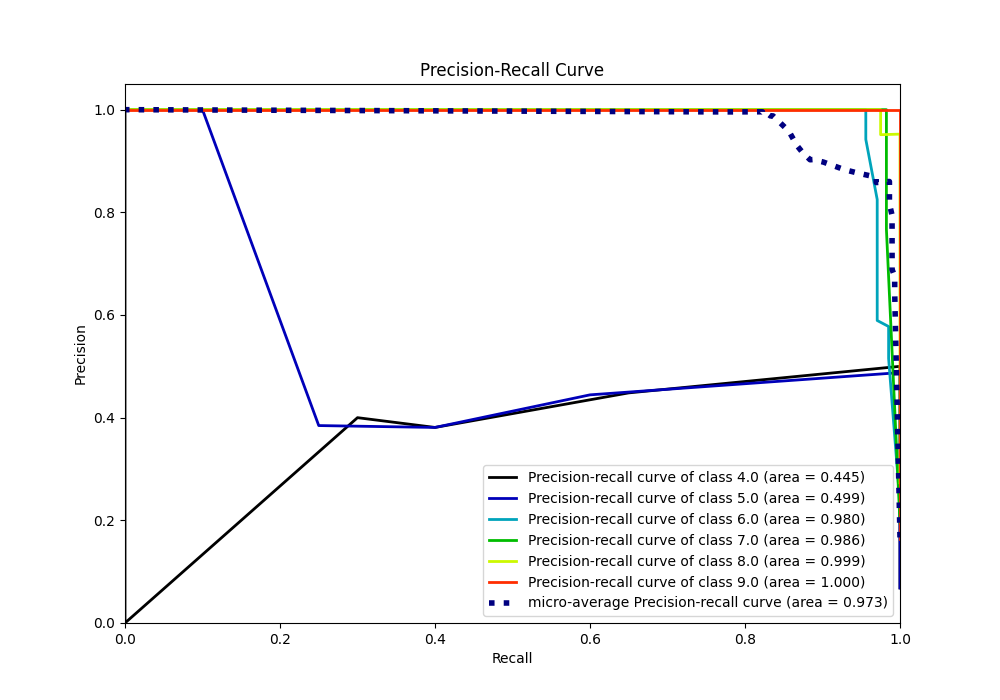 Precision-Recall Curve
Precision
1.0
0.8
0.6
0.4
0.2
0.0
Precision-recall curve of class 4.0 (area = 0.445)
Precision-recall curve of class 5.0 (area = 0.499)
Precision-recall curve of class 6.0 (area = 0.980)
Precision-recall curve of class 7.0 (area = 0.986)
Precision-recall curve of class 8.0 (area = 0.999)
Precision-recall curve of class 9.0 (area = 1.000)
micro-average Precision-recall curve (area = 0.973)
0.0 0.2 0.4 0.6 0.8 1.0
Recall